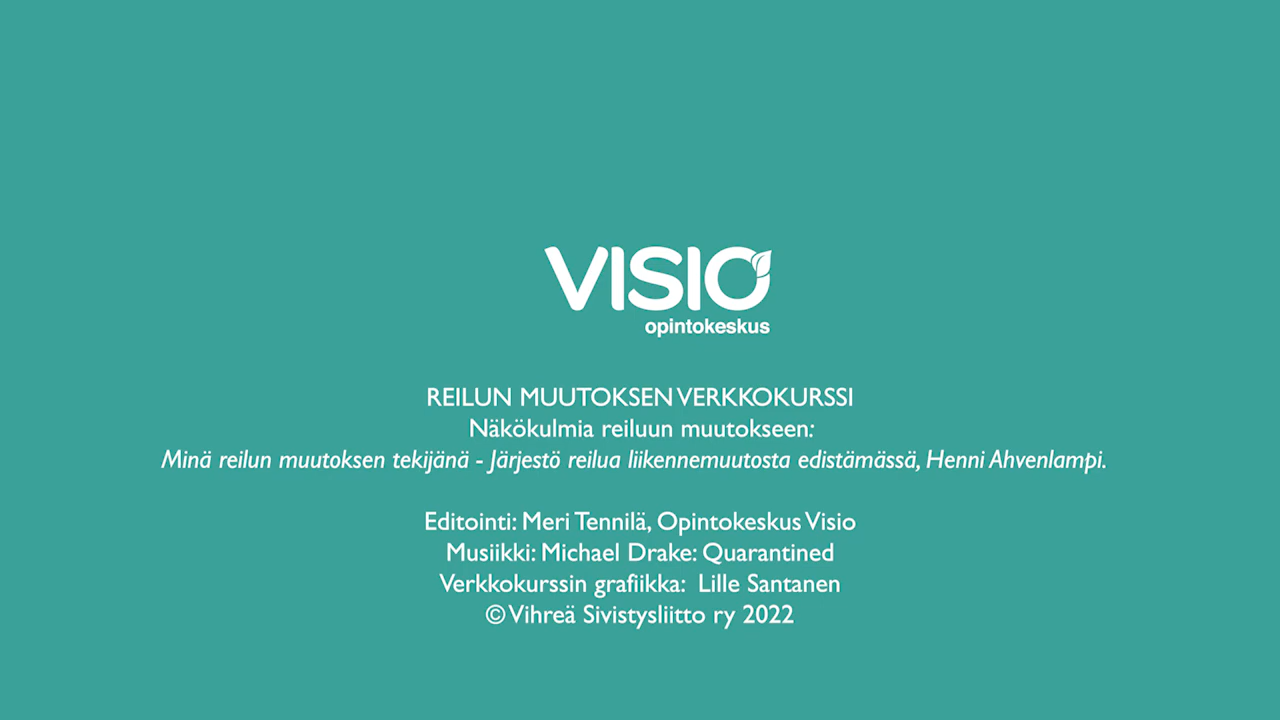 VISIO
opintokeskus
REILUN MUUTOKSEN VERKKOKURSSI
Näkökulmia reiluun muutokseen:
Minä reilun muutoksen tekijänä - Järjestö reilua liikennemuutosta edistämässä, Henni Ahvenlampi.
Editointi: Meri Tennilä, Opintokeskus Visio
Musiikki: Michael Drake: Quarantined
Verkkokurssin grafiikka: Lille Santanen
© Vihreä Sivistysliitto ry 2022